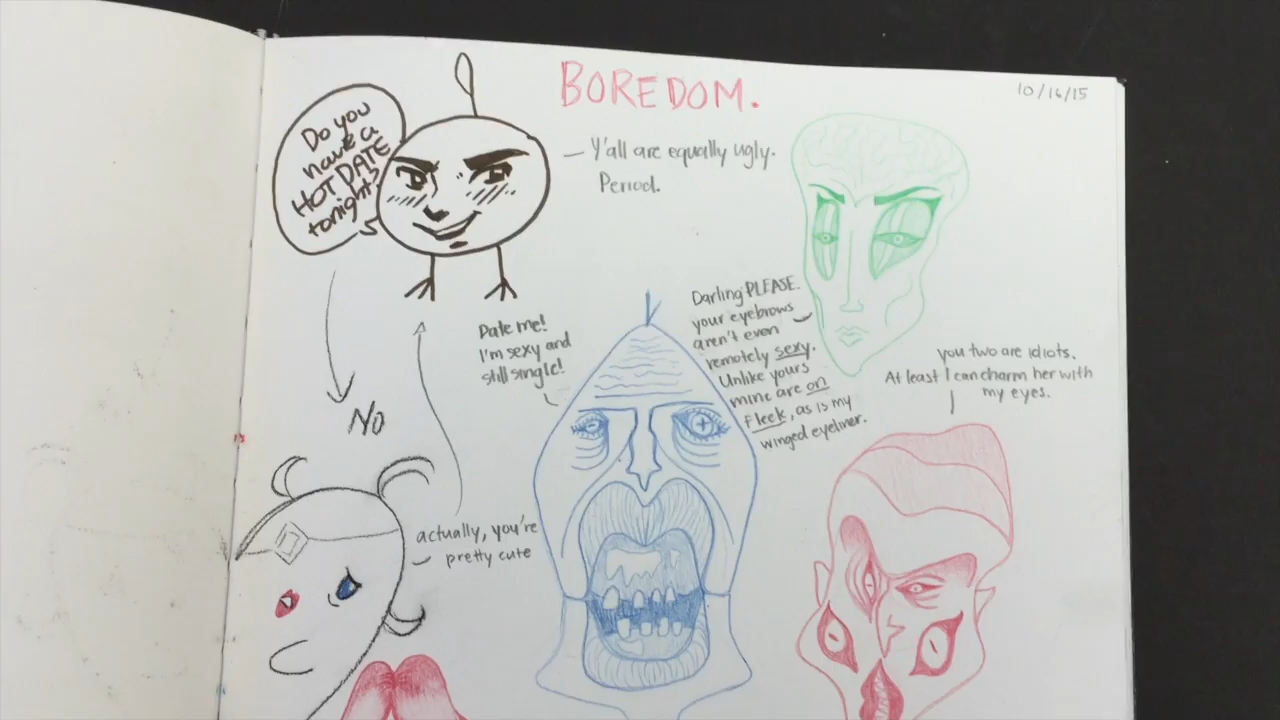 BOREDOM.
10/16/15
Do you
have a
HOT DATE
tonight?
Y'all are equally ugly.
Period.
Date me!
I'm sexy and
still single!
Darling PLEASE.
your eyebrows
aren't even
remotely sexy.
Unlike yours
mine are on
Fleek, as is my
winged eyeliner.
you two are idiots.
At least I can charm her with
my eyes.
No
actually, you're
pretty cute